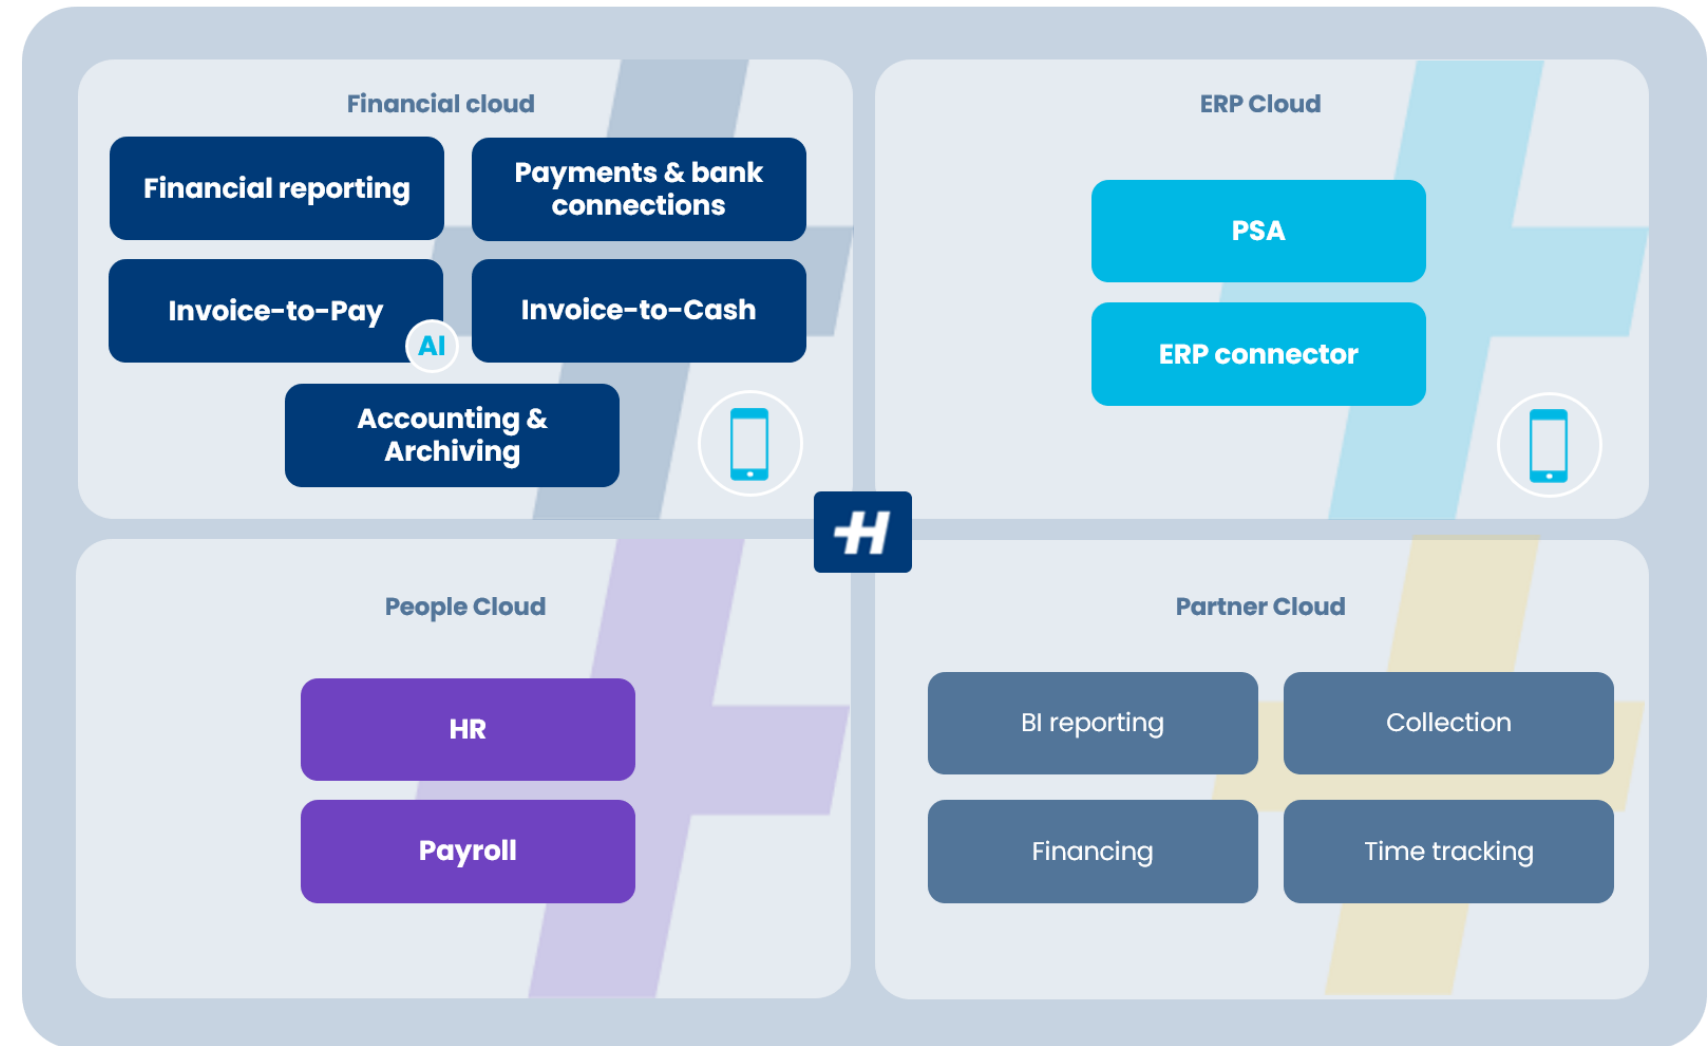 Financial cloud
Financial reporting
Payments & bank
connections
Invoice-to-Pay
AI
Invoice-to-Cash
Accounting &
Archiving
ERP Cloud
PSA
ERP connector
H
People Cloud
HR
Payroll
Partner Cloud
BI reporting
Collection
Financing
Time tracking